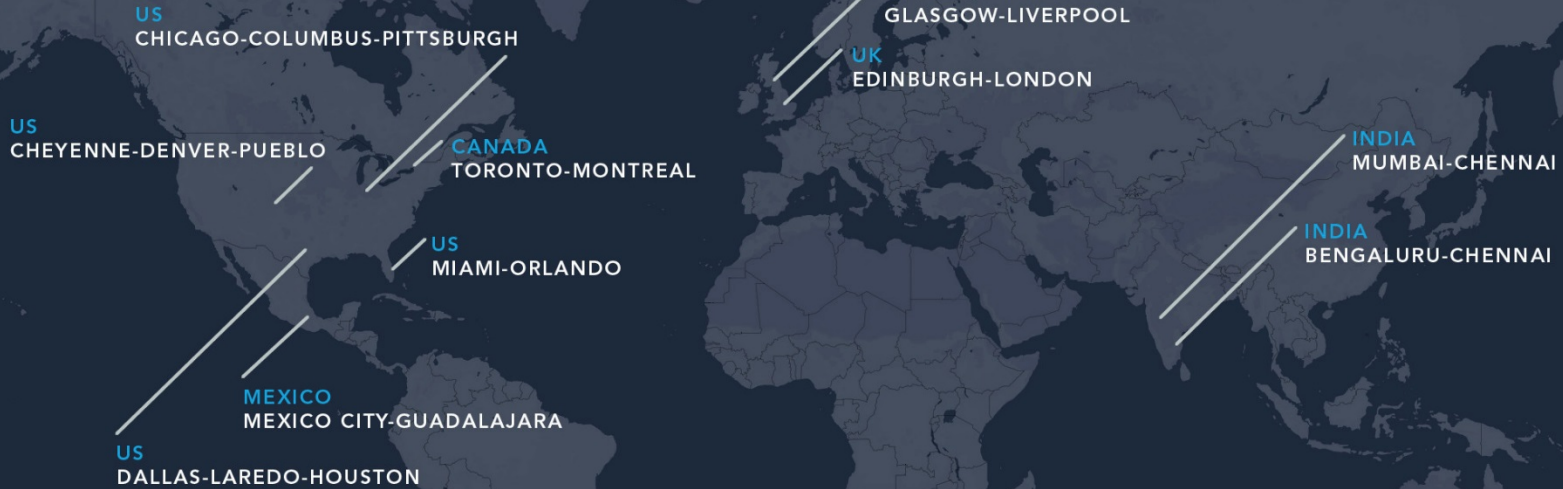 US
CHICAGO-COLUMBUS-PITTSBURGH
GLASGOW-LIVERPOOL
UK
EDINBURGH-LONDON
US
CHEYENNE-DENVER-PUEBLO
CANADA
TORONTO-MONTREAL
INDIA
MUMBAI-CHENNAI
US
MIAMI-ORLANDO
INDIA
BENGALURU-CHENNAI
MEXICO
MEXICO CITY-GUADALAJARA
US
DALLAS-LAREDO-HOUSTON